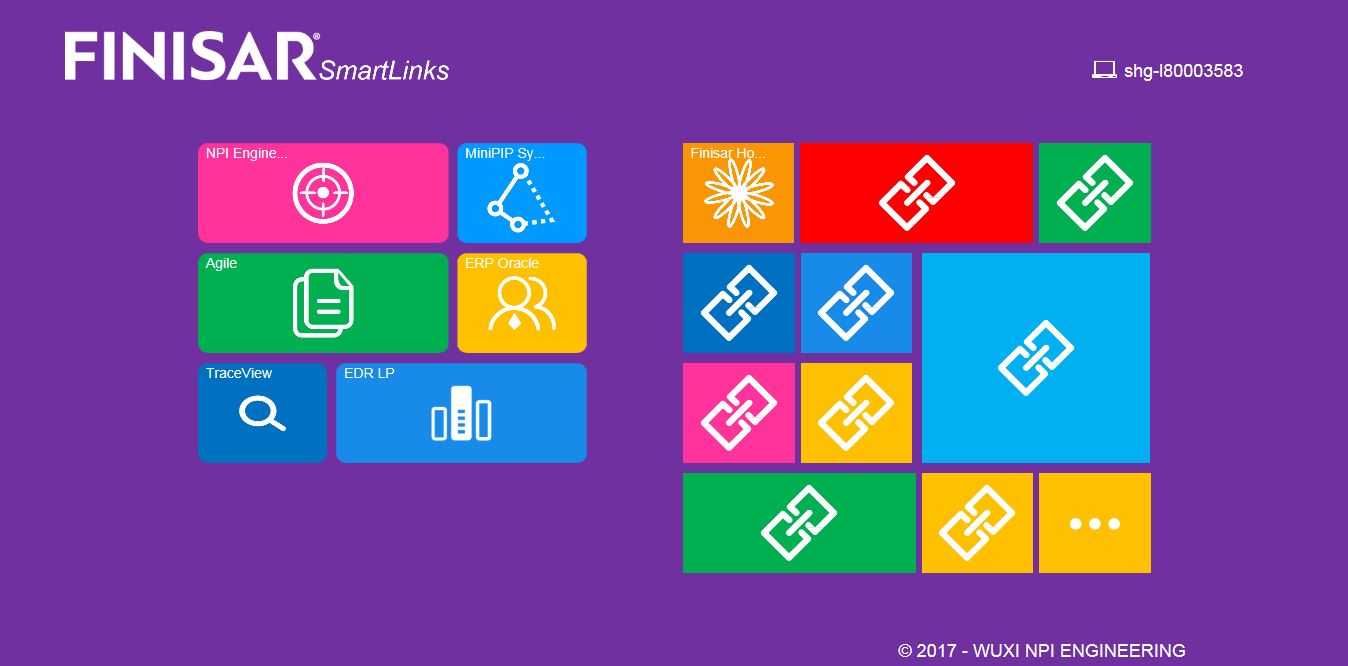 FINISAR® SmartLinks
shg-l80003583
NPI Engine...
MiniPIP Sy...
Finisar Ho...
Agile
ERP Oracle
TraceView
EDR LP
© 2017 - WUXI NPI ENGINEERING